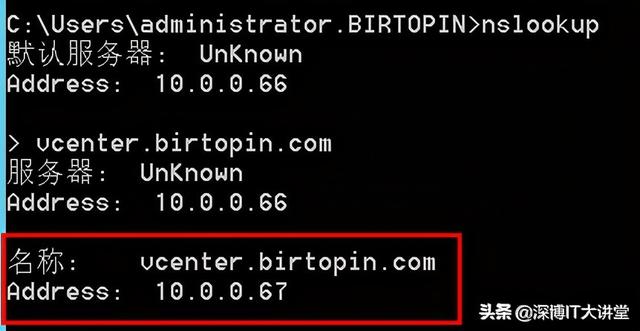 C:\Users\administrator.BIRTOPIN>nslookup
默认服务器:  UnKnown
Address:  10.0.0.66
> vcenter.birtopin.com
服务器:  UnKnown
Address:  10.0.0.66
名称:    vcenter.birtopin.com
Address:  10.0.0.67
头条 @深博IT大讲堂